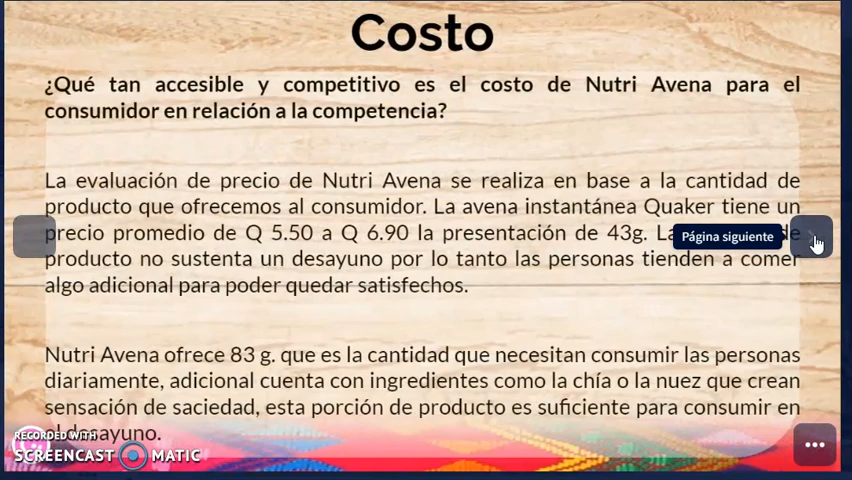 Costo
¿Qué tan accesible y competitivo es el costo de Nutri Avena para el
consumidor en relación a la competencia?
La evaluación de precio de Nutri Avena se realiza en base a la cantidad de
producto que ofrecemos al consumidor. La avena instantánea Quaker tiene un
precio promedio de Q 5.50 a Q 6.90 la presentación de 43g. La
Página siguiente
producto no sustenta un desayuno por lo tanto las personas tienden a comer
algo adicional para poder quedar satisfechos.
Nutri Avena ofrece 83 g. que es la cantidad que necesitan consumir las personas
diariamente, adicional cuenta con ingredientes como la chía o la nuez que crean
sensación de saciedad, esta porción de producto es suficiente para consumir en
desayuno.
RECORDED WITH
SCREENCAST MATIC